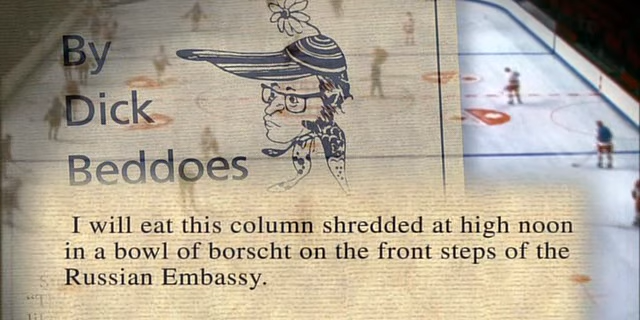 By
Dick
Beddoes
I will eat this column shredded at high noon
in a bowl of borscht on the front steps of the
Russian Embassy.